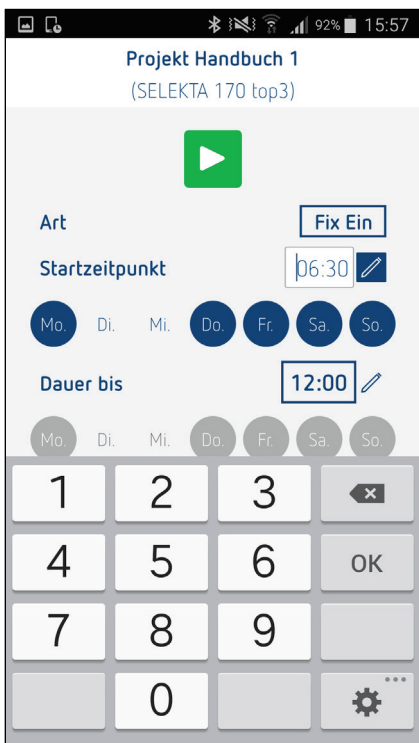 92% 15:57
Projekt Handbuch 1
(SELEKTA 170 top3)
Art Fix Ein
Startzeitpunkt 06:30
Mo. Di. Mi. Do. Fr. Sa. So.
Dauer bis 12:00
Mo. Di. Mi. Do. Fr. Sa. So.
1 2 3
4 5 6 OK
7 8 9
0